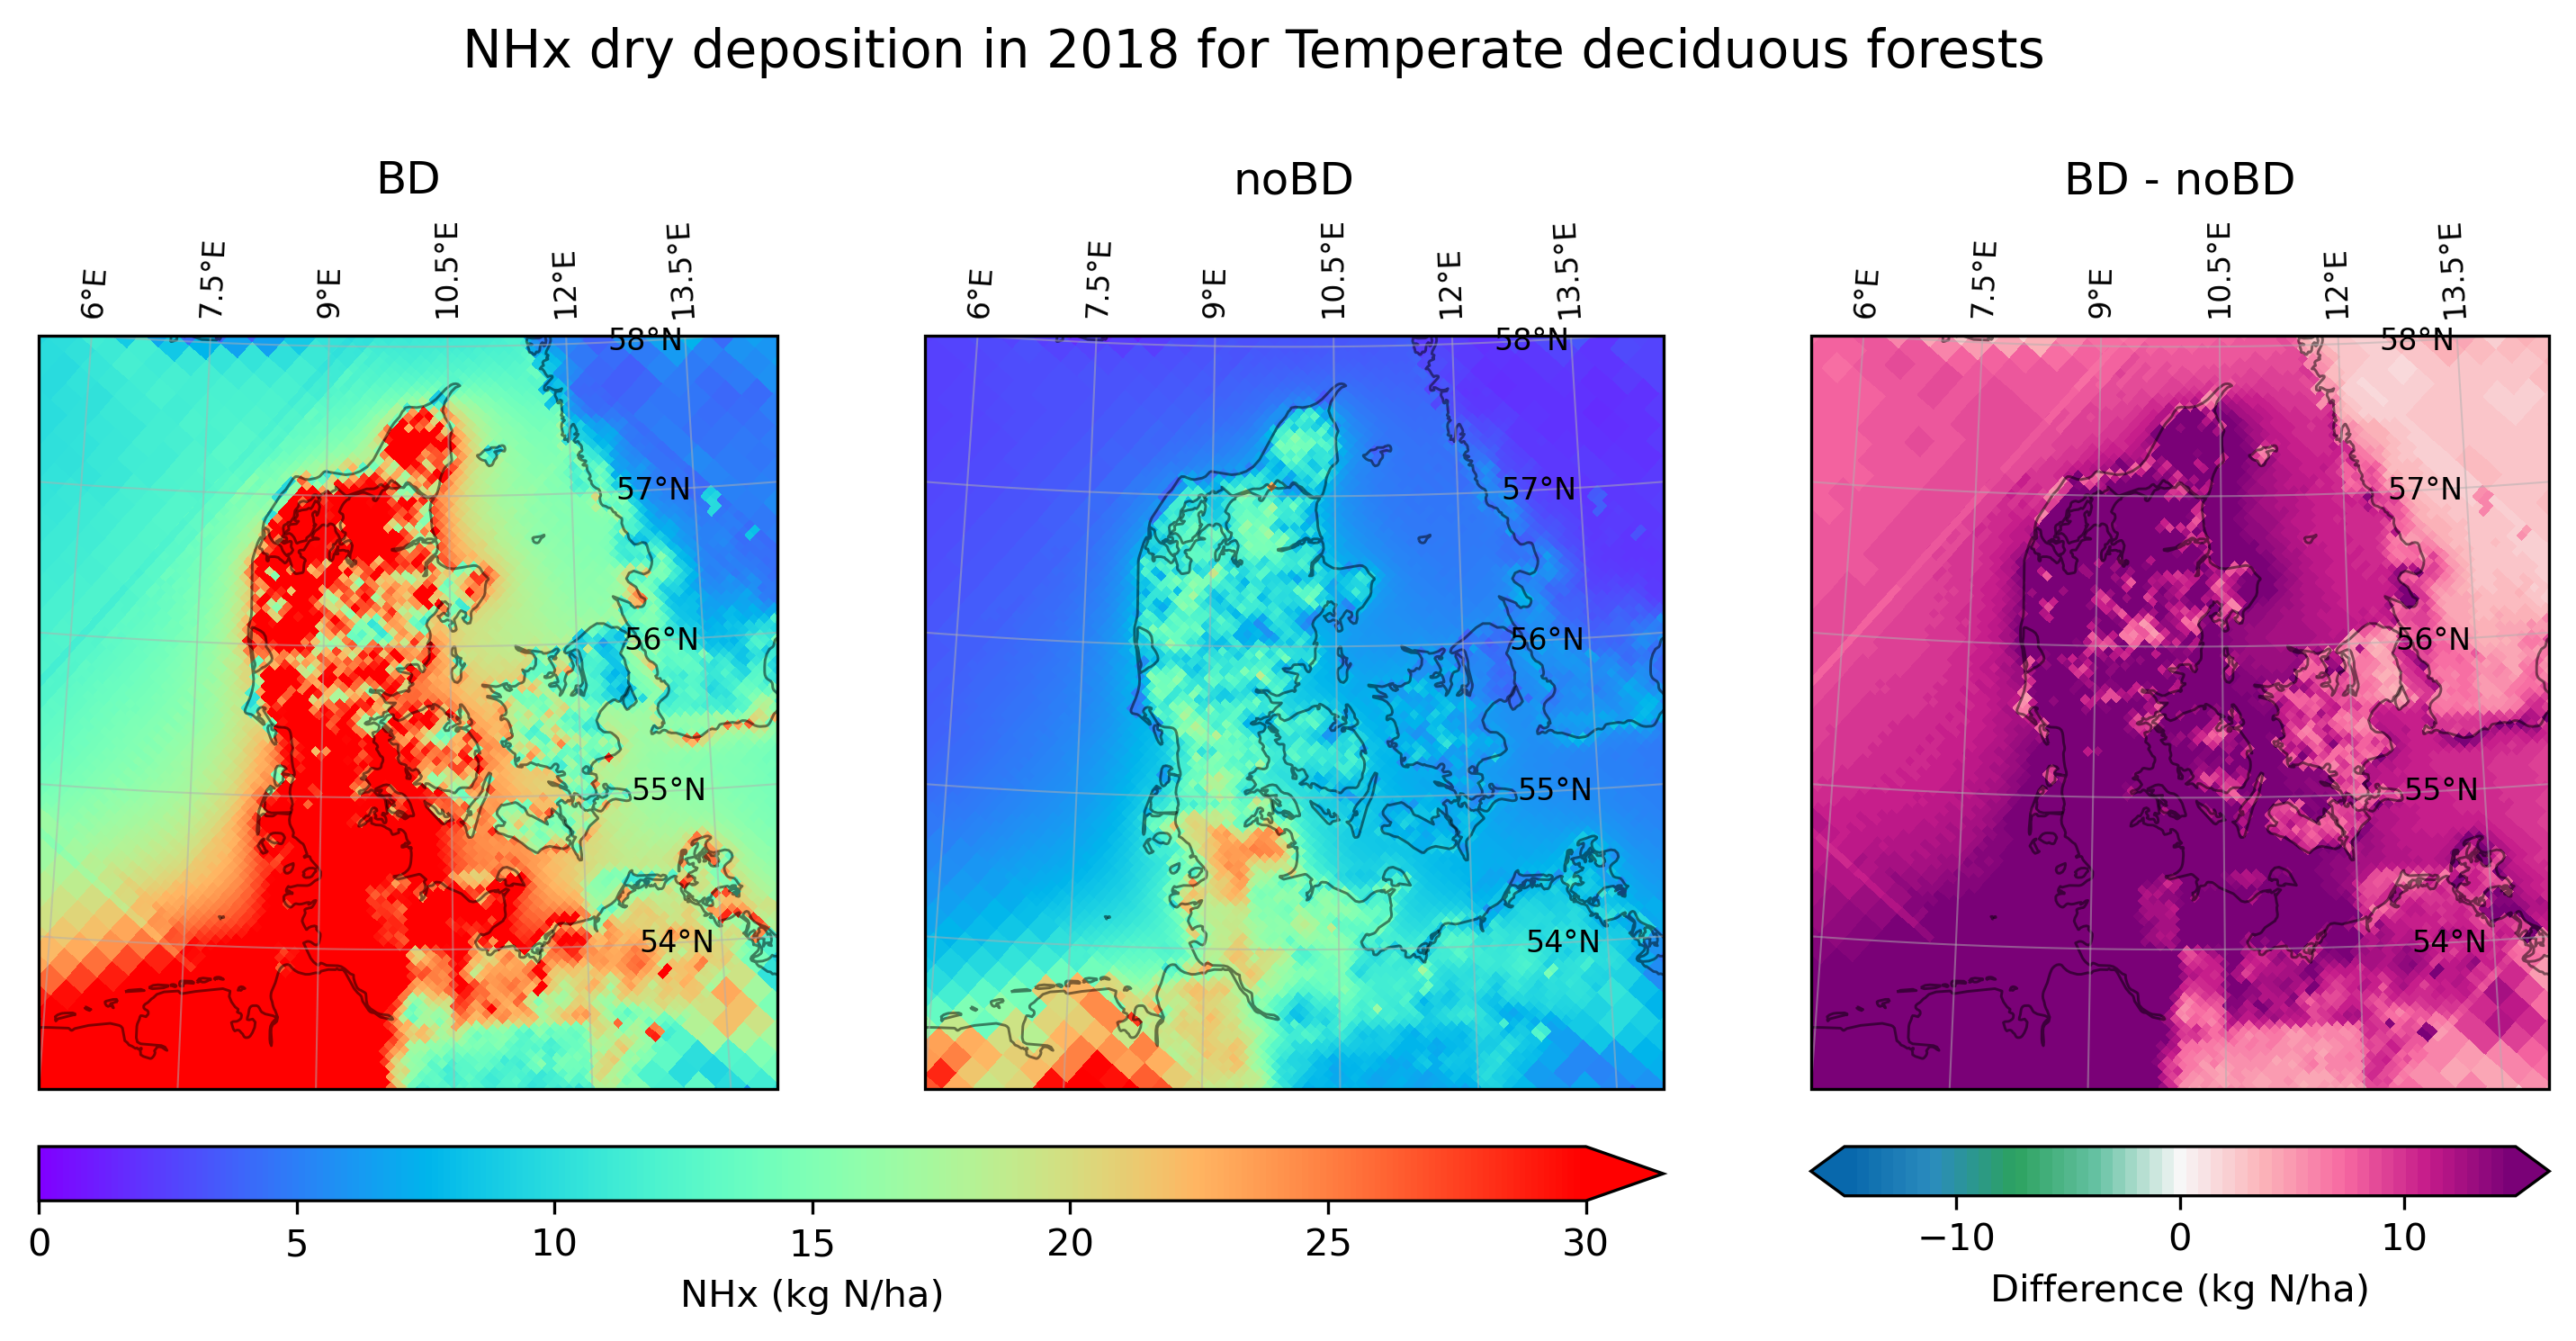 NHx dry deposition in 2018 for Temperate deciduous forests
BD
noBD
BD - noBD
6°E 7.5°E 9°E 10.5°E 12°E 13.5°E
6°E 7.5°E 9°E 10.5°E 12°E 13.5°E
6°E 7.5°E 9°E 10.5°E 12°E 13.5°E
58°N 58°N 58°N
57°N 57°N 57°N
56°N 56°N 56°N
55°N 55°N 55°N
54°N 54°N 54°N
0 5 10 15 20 25 30
NHx (kg N/ha)
−10 0 10
Difference (kg N/ha)